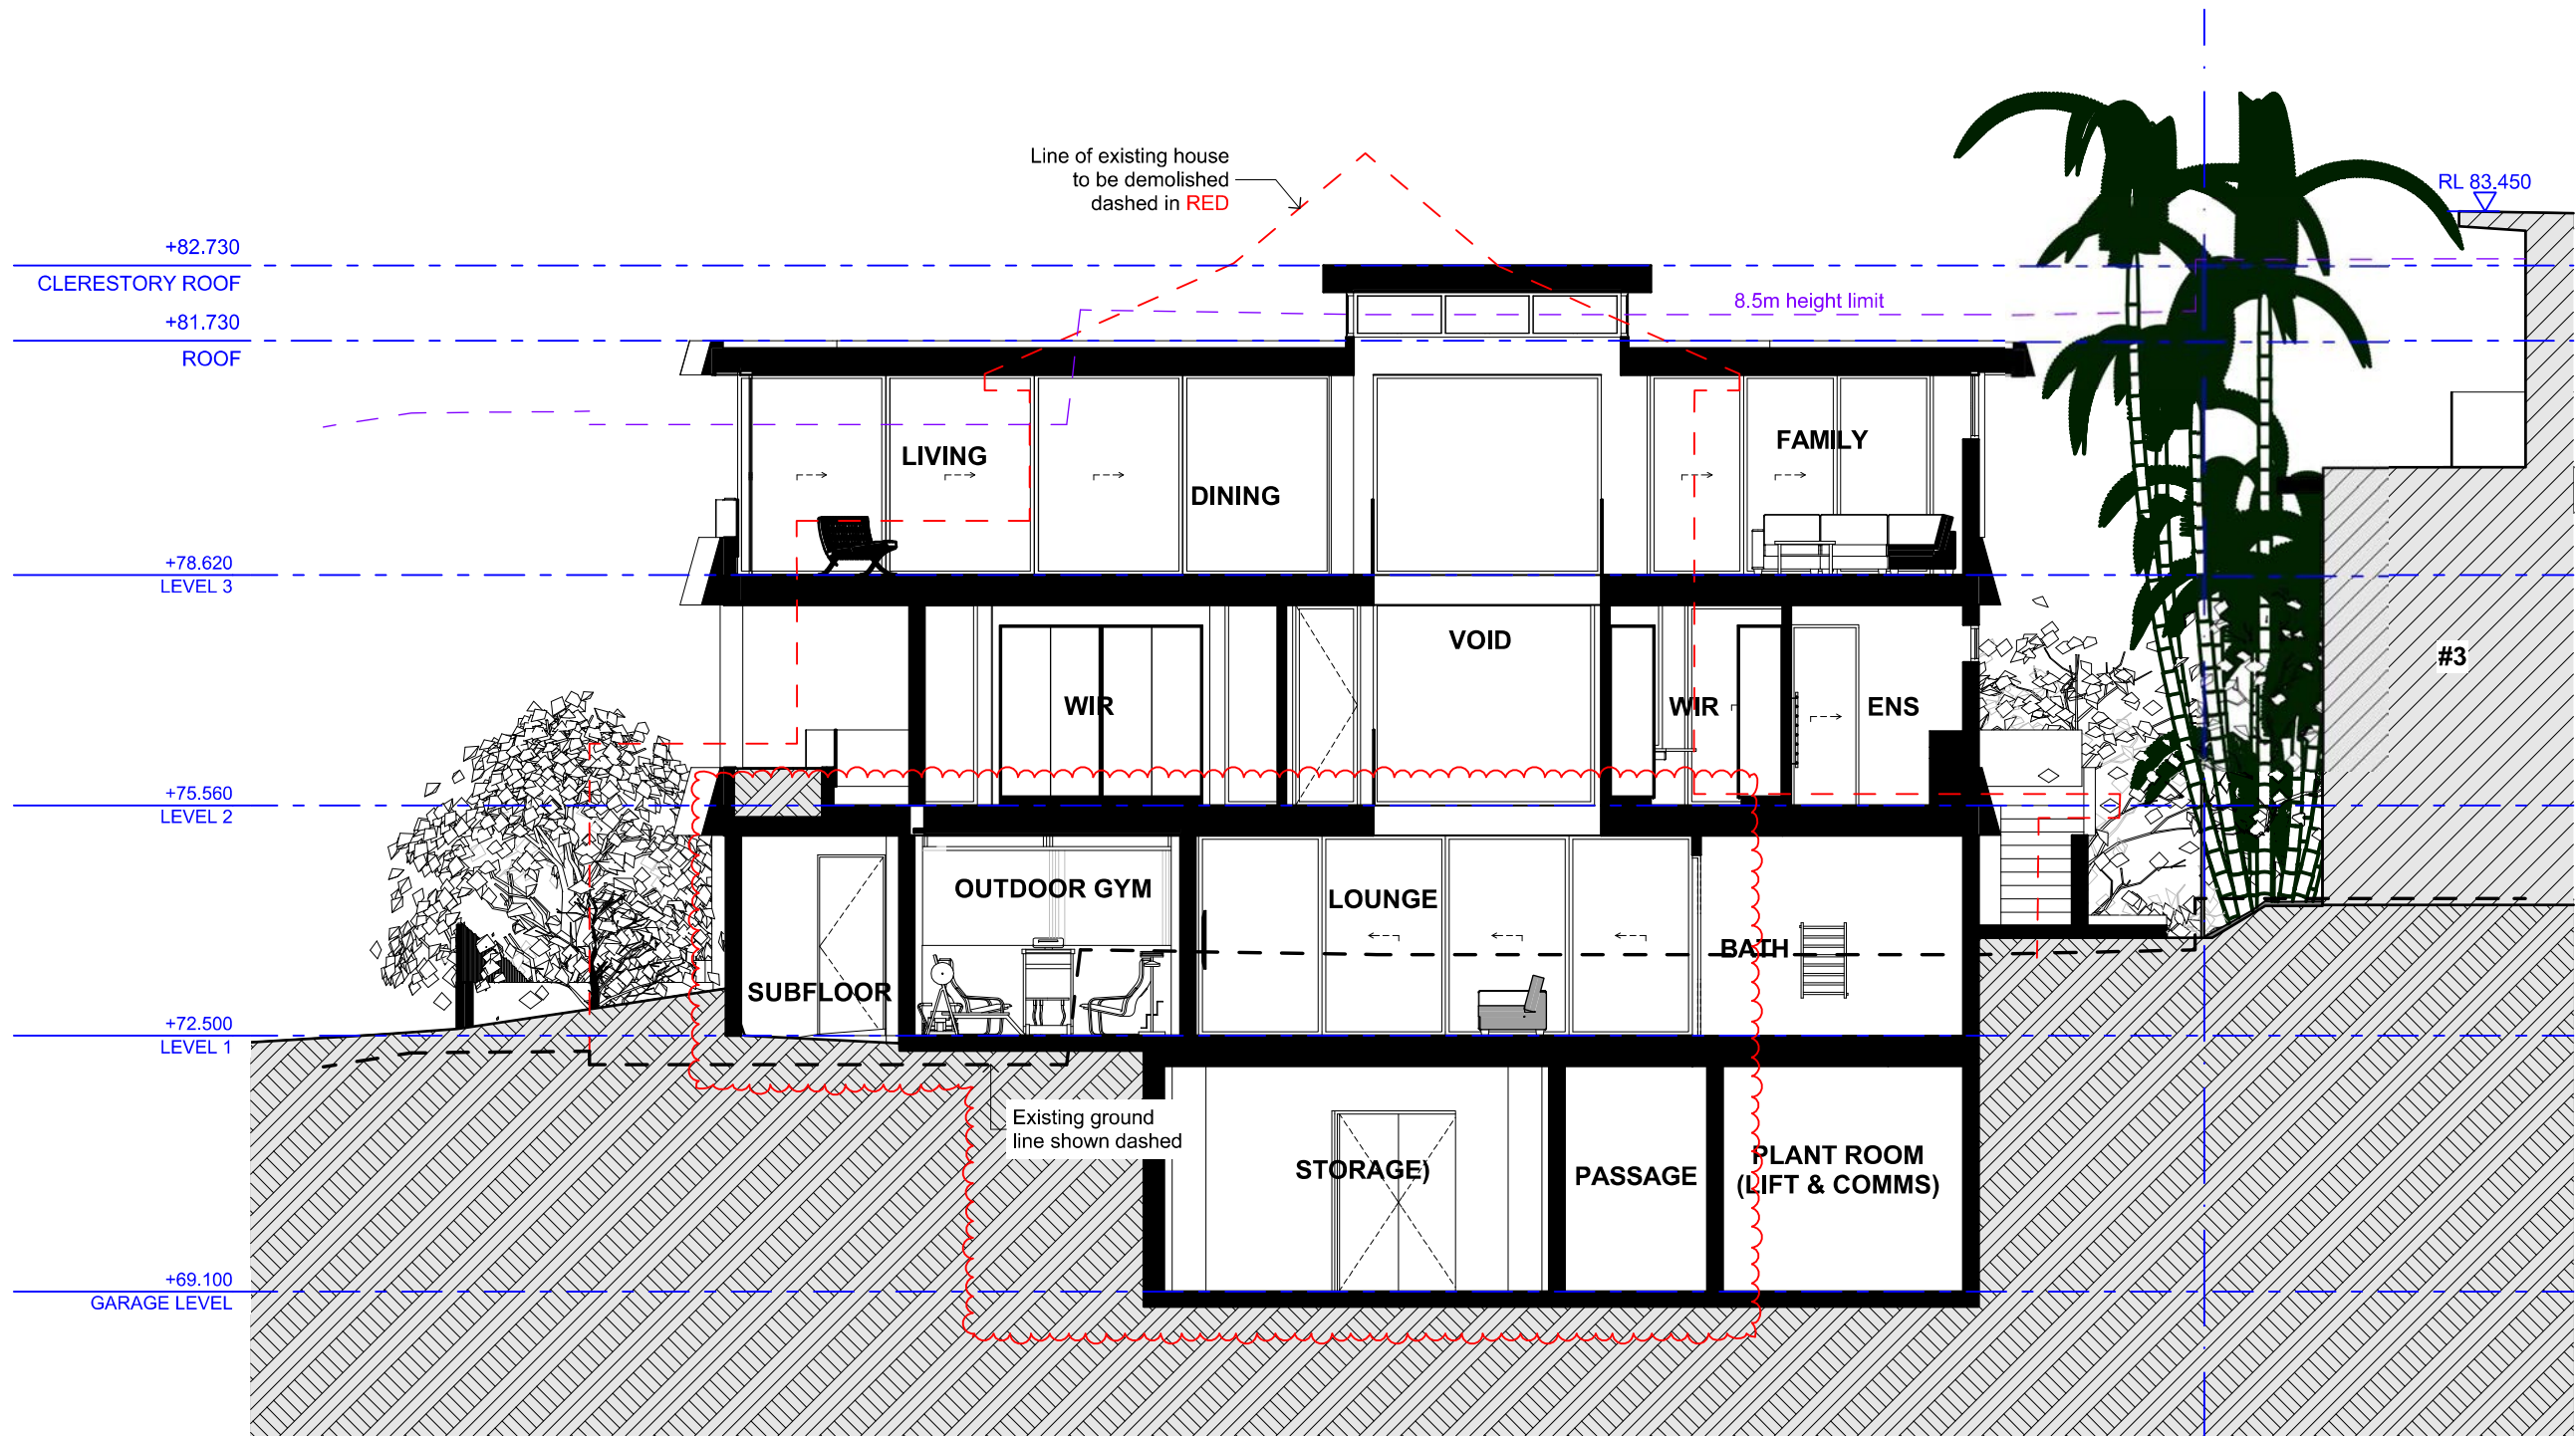 Line of existing house
to be demolished
dashed in RED
RL 83.450
+82.730
CLERESTORY ROOF
8.5m height limit
+81.730
ROOF
LIVING
FAMILY
DINING
+78.620
LEVEL 3
VOID
#3
WIR
WIR
ENS
+75.560
LEVEL 2
OUTDOOR GYM
LOUNGE
BATH
SUBFLOOR
+72.500
LEVEL 1
Existing ground
line shown dashed
STORAGE)
PASSAGE
PLANT ROOM
(LIFT & COMMS)
+69.100
GARAGE LEVEL